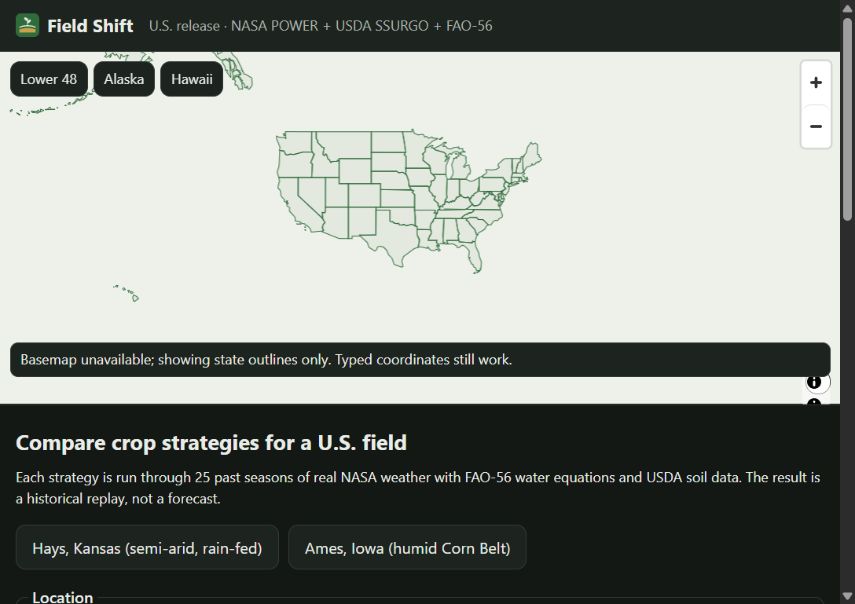 Field Shift U.S. release · NASA POWER + USDA SSURGO + FAO-56
Lower 48 Alaska Hawaii
+
−
Basemap unavailable; showing state outlines only. Typed coordinates still work.
Compare crop strategies for a U.S. field
Each strategy is run through 25 past seasons of real NASA weather with FAO-56 water equations and USDA soil data. The result is
a historical replay, not a forecast.
Hays, Kansas (semi-arid, rain-fed) Ames, Iowa (humid Corn Belt)
Location